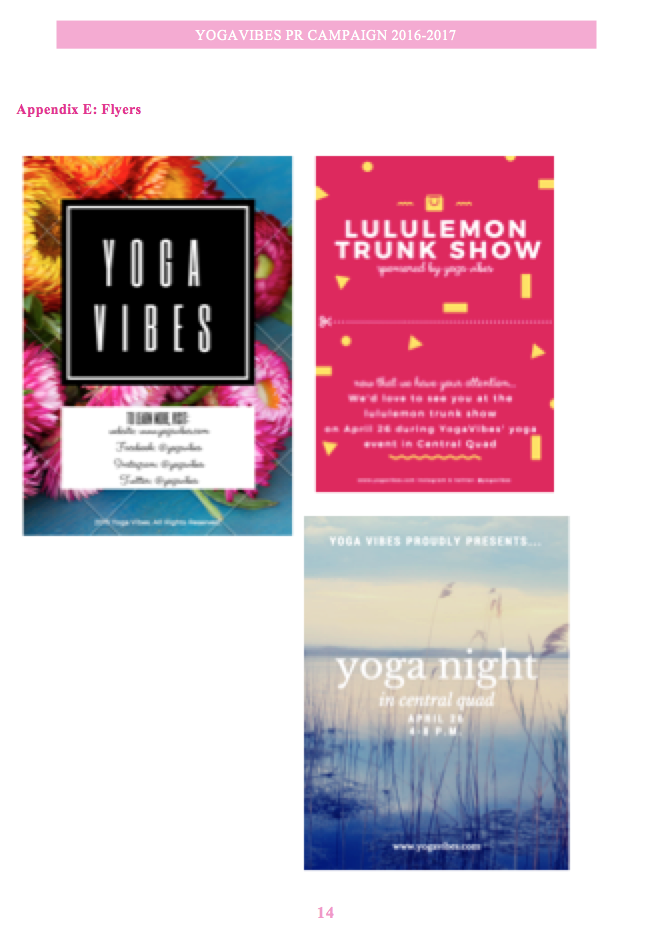 YOGAVIBES PR CAMPAIGN 2016-2017
Appendix E: Flyers
YOGA
VIBES
TO LEARN MORE, VISIT:
website: www.yogavibes.com
Facebook: @yogavibes
Instagram: @yogavibes
Twitter: @yogavibes
Yoga Vibes, All Rights Reserved
LULULEMON
TRUNK SHOW
sponsored by yoga vibes
now that we have your attention...
We'd love to see you at the
lululemon trunk show
on April 26 during YogaVibes' yoga
event in Central Quad
www.yogavibes.com instagram & twitter: @yogavibes
YOGA VIBES PROUDLY PRESENTS...
yoga night
in central quad
APRIL 26
4-8 P.M.
www.yogavibes.com
14